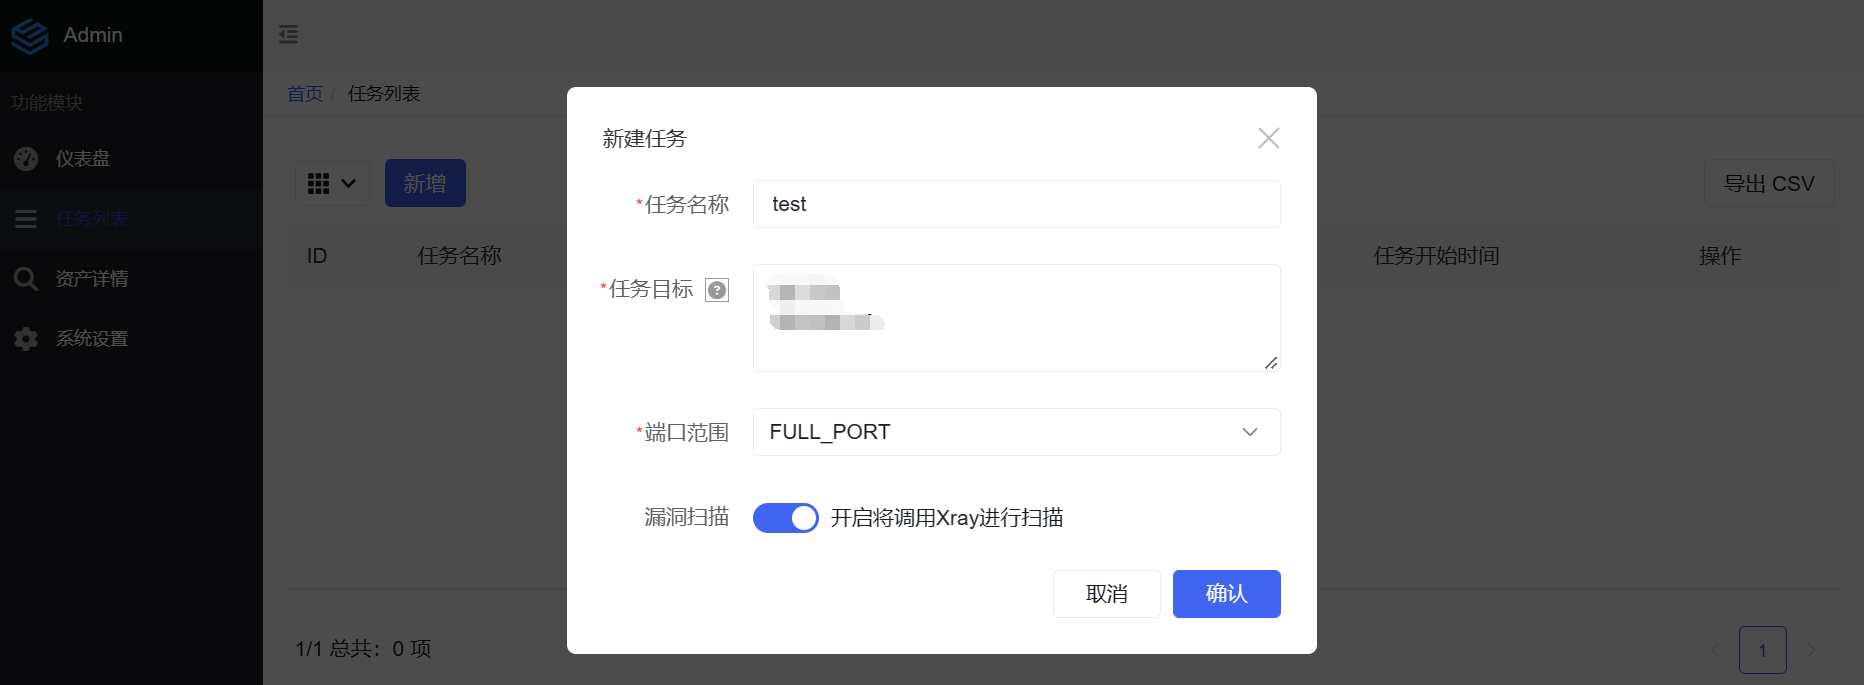 Admin
功能模块
仪表盘
任务列表
资产详情
系统设置
首页 / 任务列表
新增
导出 CSV
ID
任务名称
任务开始时间
操作
新建任务
*任务名称
test
*任务目标
?
*端口范围
FULL_PORT
漏洞扫描
开启将调用Xray进行扫描
取消
确认
1/1 总共：0 项
1